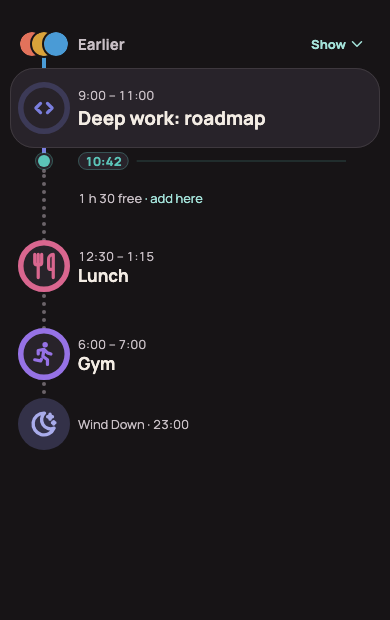 Earlier
Show
9:00 – 11:00
Deep work: roadmap
10:42
1 h 30 free · add here
12:30 – 1:15
Lunch
6:00 – 7:00
Gym
Wind Down · 23:00